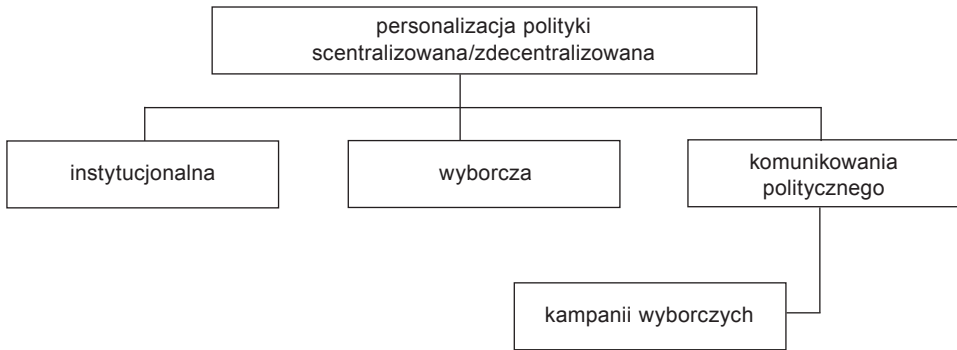 personalizacja polityki
scentralizowana/zdecentralizowana
instytucjonalna
wyborcza
komunikowania
politycznego
kampanii wyborczych